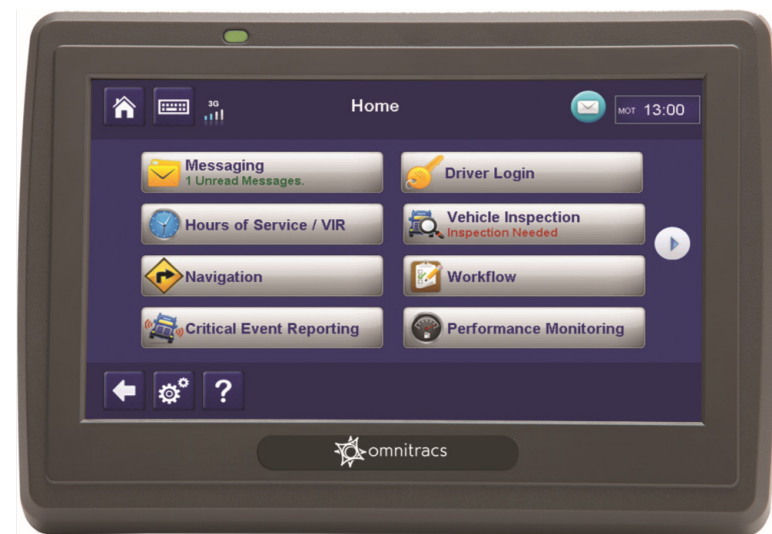 3G
Home
MOT 13:00
Messaging
1 Unread Messages.
Driver Login
Hours of Service / VIR
Vehicle Inspection
Inspection Needed
Navigation
Workflow
Critical Event Reporting
Performance Monitoring
?
omnitracs